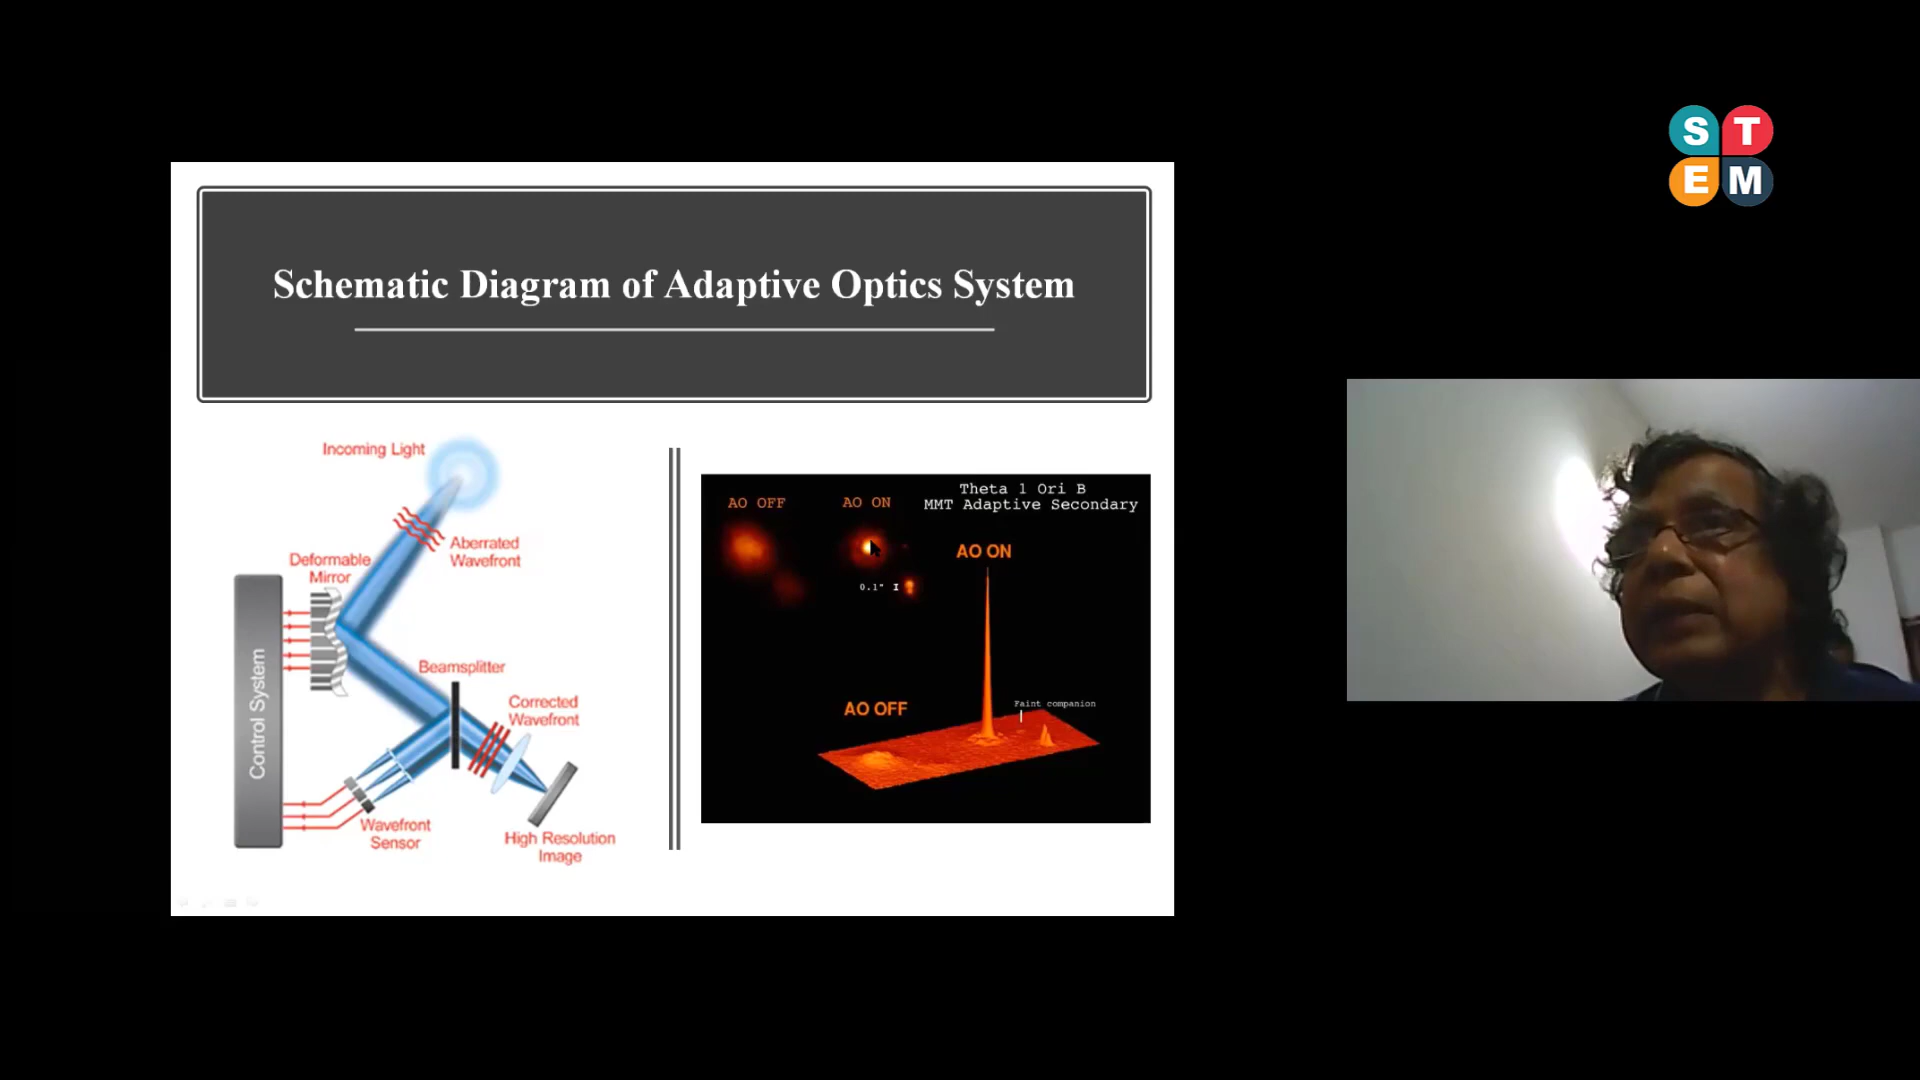 S T
E M
Schematic Diagram of Adaptive Optics System
Incoming Light
Aberrated
Wavefront
Deformable
Mirror
Control System
Beamsplitter
Corrected
Wavefront
Wavefront
Sensor
High Resolution
Image
AO OFF
AO ON
Theta 1 Ori B
MMT Adaptive Secondary
AO ON
0.1"
AO OFF
Faint companion